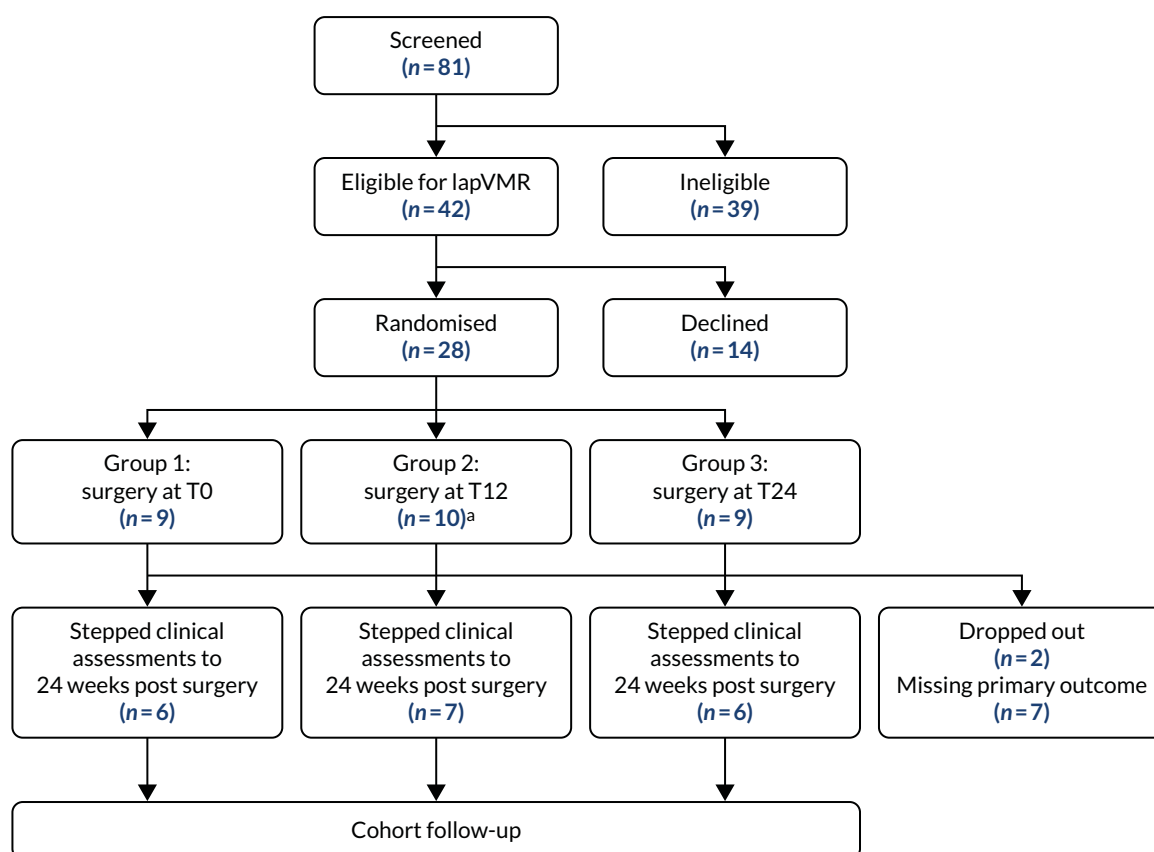 Screened
(n=81)
Eligible for lapVMR
(n=42)
Ineligible
(n=39)
Randomised
(n=28)
Declined
(n=14)
Group 1:
surgery at T0
(n=9)
Group 2:
surgery at T12
(n=10)a
Group 3:
surgery at T24
(n=9)
Stepped clinical
assessments to
24 weeks post surgery
(n=6)
Stepped clinical
assessments to
24 weeks post surgery
(n=7)
Stepped clinical
assessments to
24 weeks post surgery
(n=6)
Dropped out
(n=2)
Missing primary outcome
(n=7)
Cohort follow-up